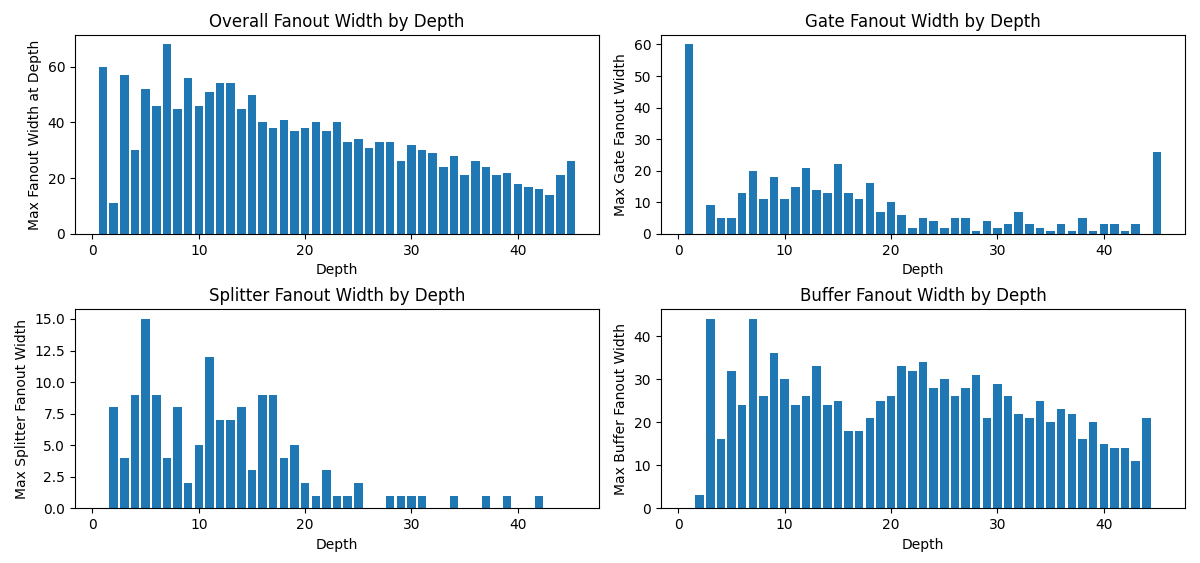 Overall Fanout Width by Depth
Max Fanout Width at Depth
60
40
20
0
0 10 20 30 40
Depth
Gate Fanout Width by Depth
Max Gate Fanout Width
60
50
40
30
20
10
0
0 10 20 30 40
Depth
Splitter Fanout Width by Depth
Max Splitter Fanout Width
15.0
12.5
10.0
7.5
5.0
2.5
0.0
0 10 20 30 40
Depth
Buffer Fanout Width by Depth
Max Buffer Fanout Width
40
30
20
10
0
0 10 20 30 40
Depth